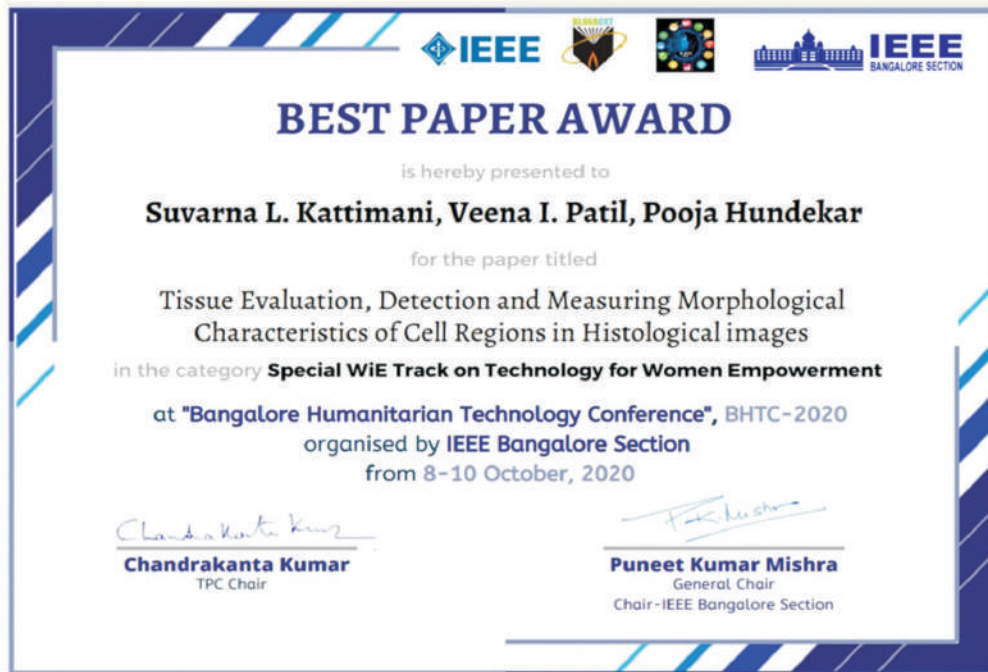 IEEE
IEEE
BANGALORE SECTION
BEST PAPER AWARD
is hereby presented to
Suvarna L. Kattimani, Veena I. Patil, Pooja Hundekar
for the paper titled
Tissue Evaluation, Detection and Measuring Morphological
Characteristics of Cell Regions in Histological images
in the category Special WiE Track on Technology for Women Empowerment
at "Bangalore Humanitarian Technology Conference", BHTC-2020
organised by IEEE Bangalore Section
from 8-10 October, 2020
Chandrakanta Kumar
TPC Chair
Puneet Kumar Mishra
General Chair
Chair-IEEE Bangalore Section